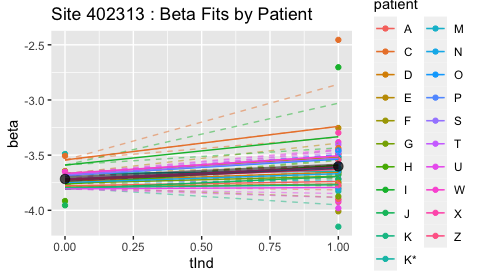 Site 402313 : Beta Fits by Patient
patient
-2.5
-3.0
-3.5
-4.0
beta
0.00
0.25
0.50
0.75
1.00
tInd
A
C
D
E
F
G
H
I
J
K
K*
M
N
O
P
S
T
U
W
X
Z